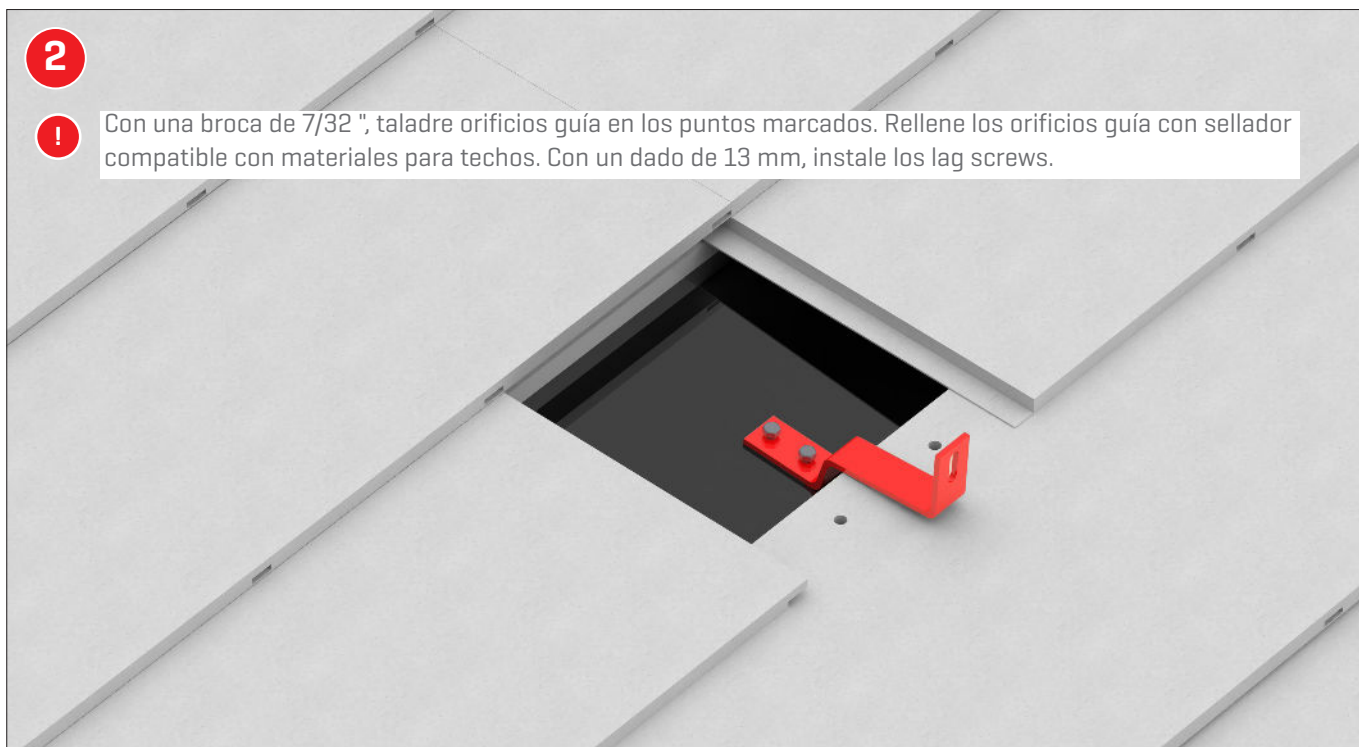 2
!
Con una broca de 7/32 ", taladre orificios guía en los puntos marcados. Rellene los orificios guía con sellador
compatible con materiales para techos. Con un dado de 13 mm, instale los lag screws.